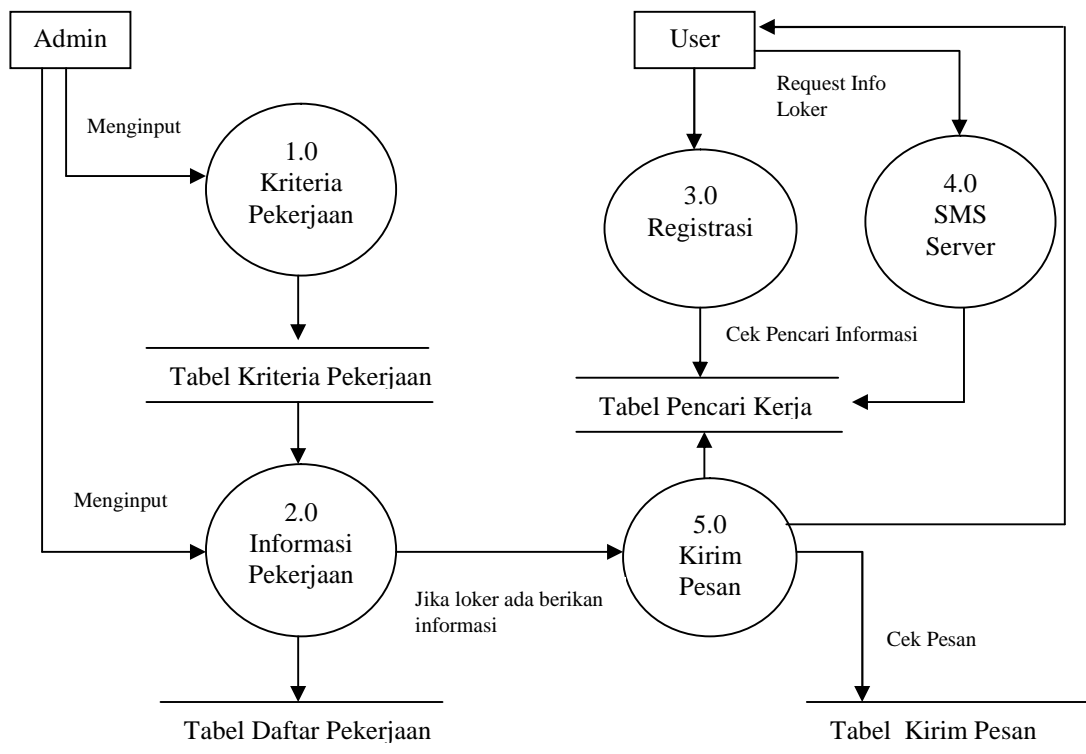 Admin
User
Request Info
Loker
Menginput
1.0
Kriteria
Pekerjaan
3.0
Registrasi
4.0
SMS
Server
Cek Pencari Informasi
Tabel Kriteria Pekerjaan
Tabel Pencari Kerja
Menginput
2.0
Informasi
Pekerjaan
5.0
Kirim
Pesan
Jika loker ada berikan
informasi
Cek Pesan
Tabel Daftar Pekerjaan
Tabel Kirim Pesan